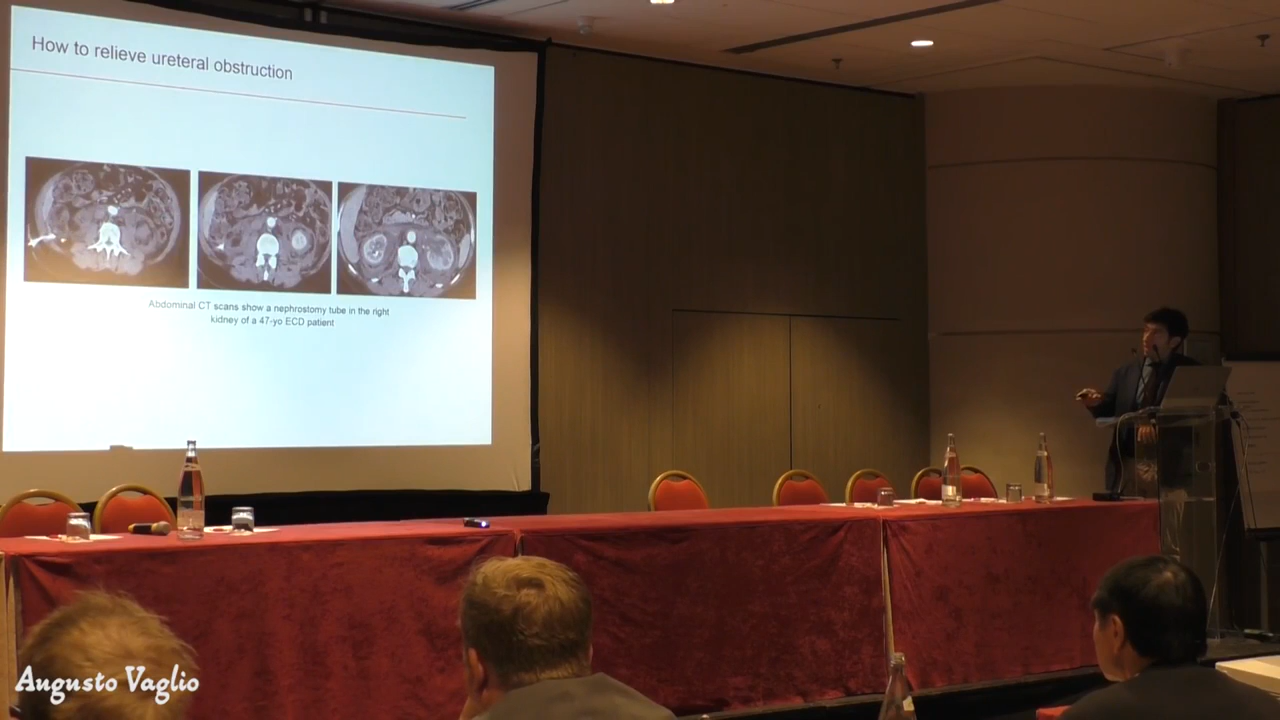 How to relieve ureteral obstruction
Abdominal CT scans show a nephrostomy tube in the right
kidney of a 47-yo ECD patient
Augusto Vaglio